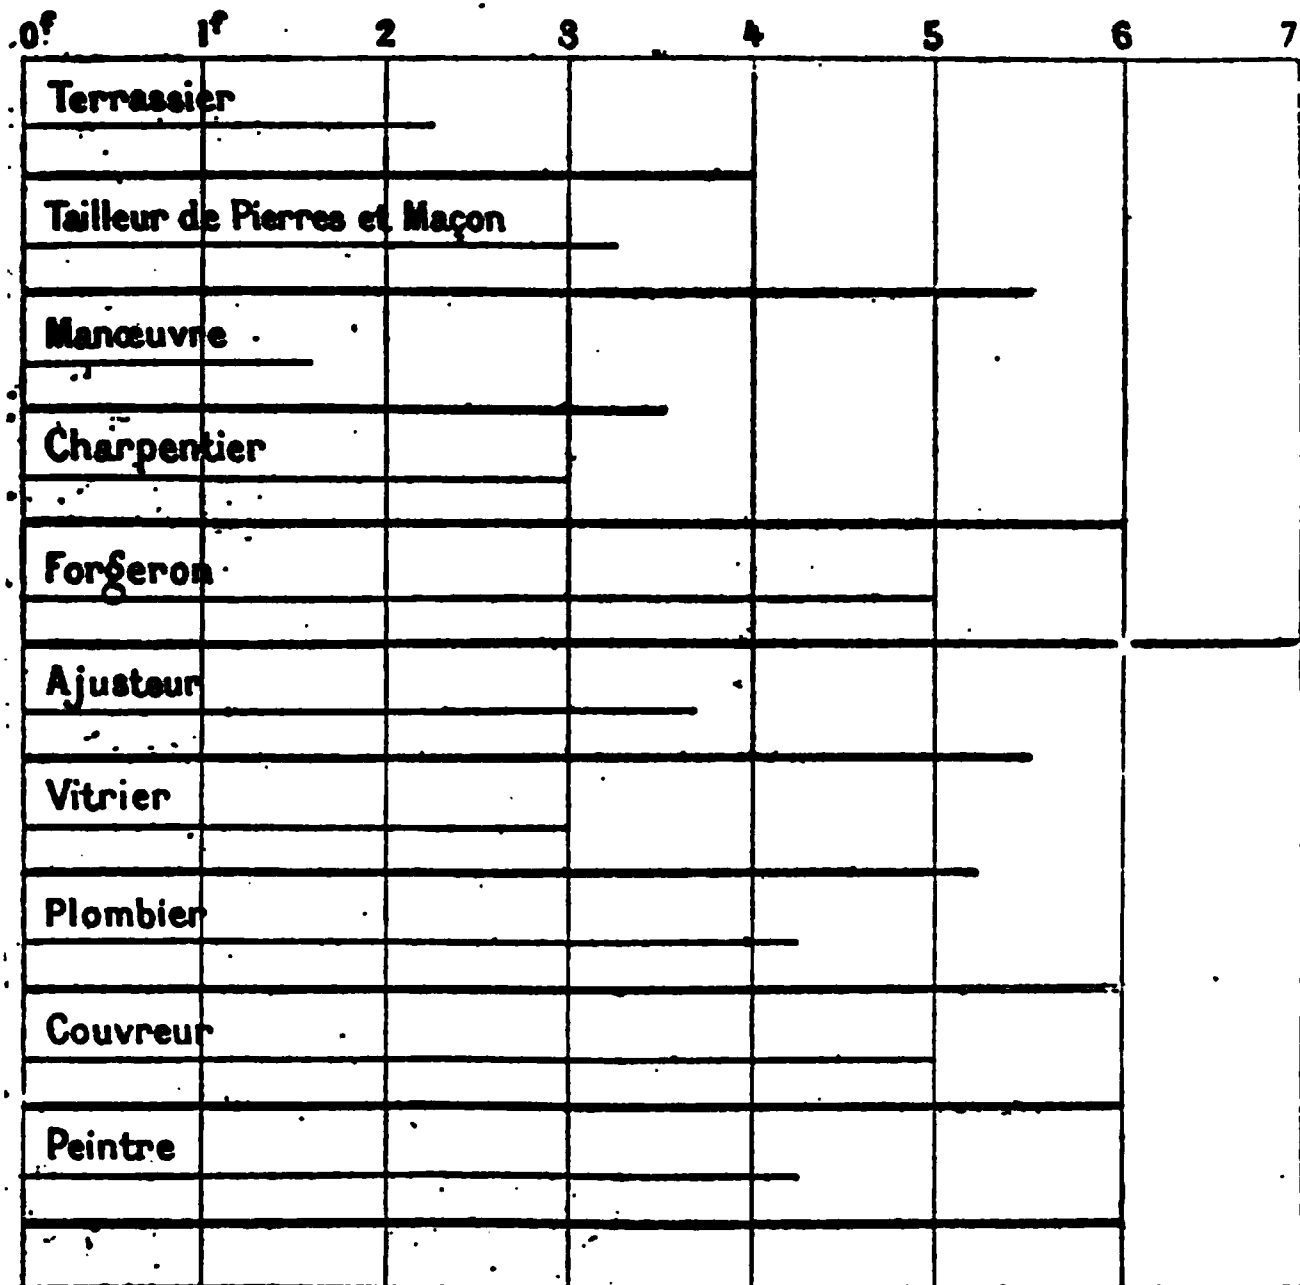 0f 1f 2 3 4 5 6 7
Terrassier
Tailleur de Pierres et Maçon
Manœuvre
Charpentier
Forgeron
Ajusteur
Vitrier
Plombier
Couvreur
Peintre